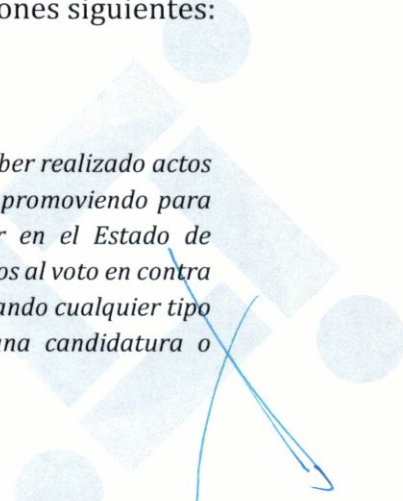 ones siguientes:
ber realizado actos
promoviendo para
r en el Estado de
os al voto en contra
ando cualquier tipo
una candidatura o